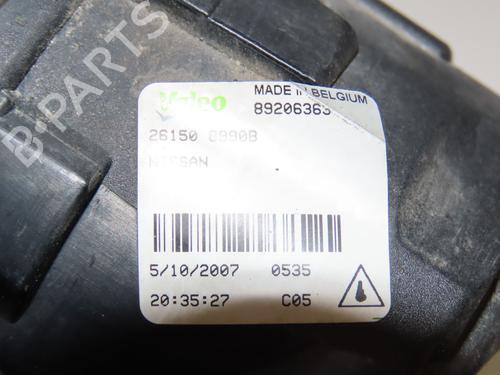 B-PARTS
Valeo
MADE IN BELGIUM
89206363
26150 8990B
NISSAN
5/10/2007 0535
20:35:27 C05